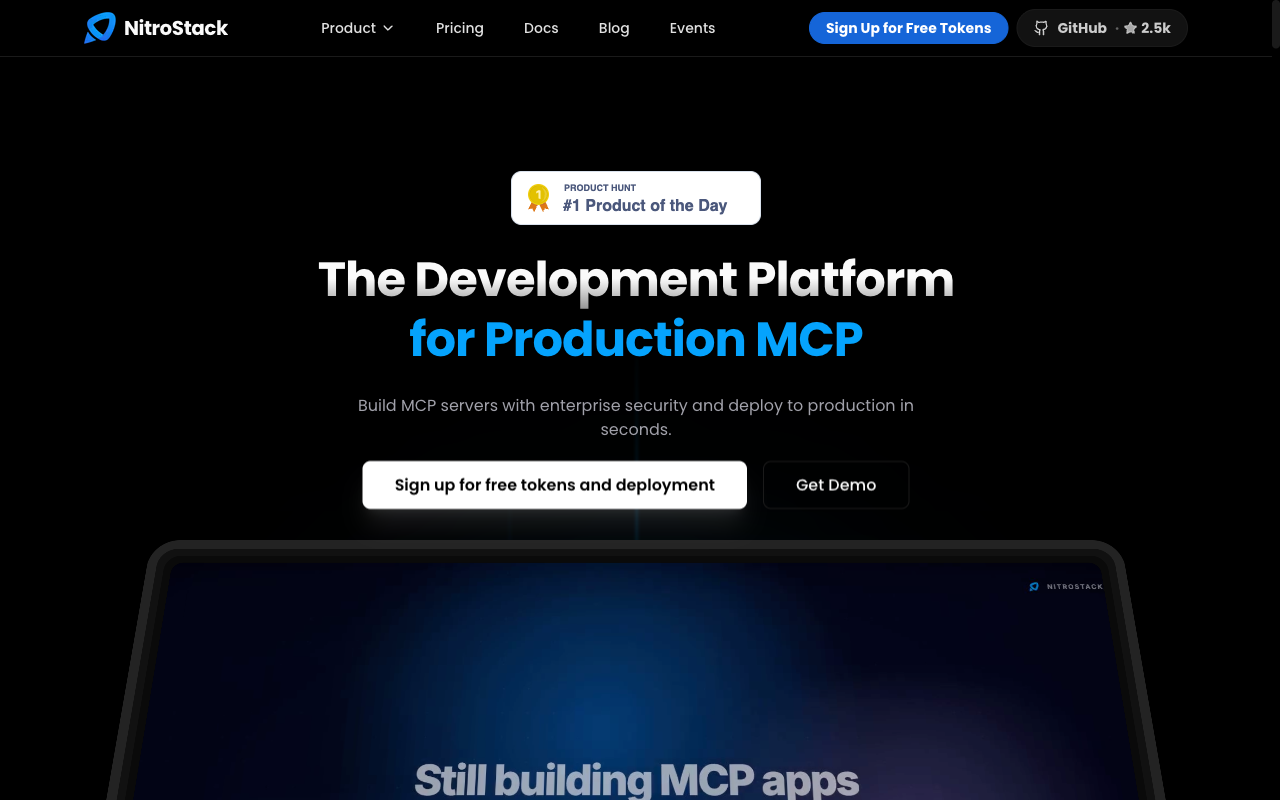 NitroStack
Product
Pricing
Docs
Blog
Events
Sign Up for Free Tokens
GitHub · ★ 2.5k
1
PRODUCT HUNT
#1 Product of the Day
The Development Platform
for Production MCP
Build MCP servers with enterprise security and deploy to production in
seconds.
Sign up for free tokens and deployment
Get Demo
NITROSTACK
Still building MCP apps